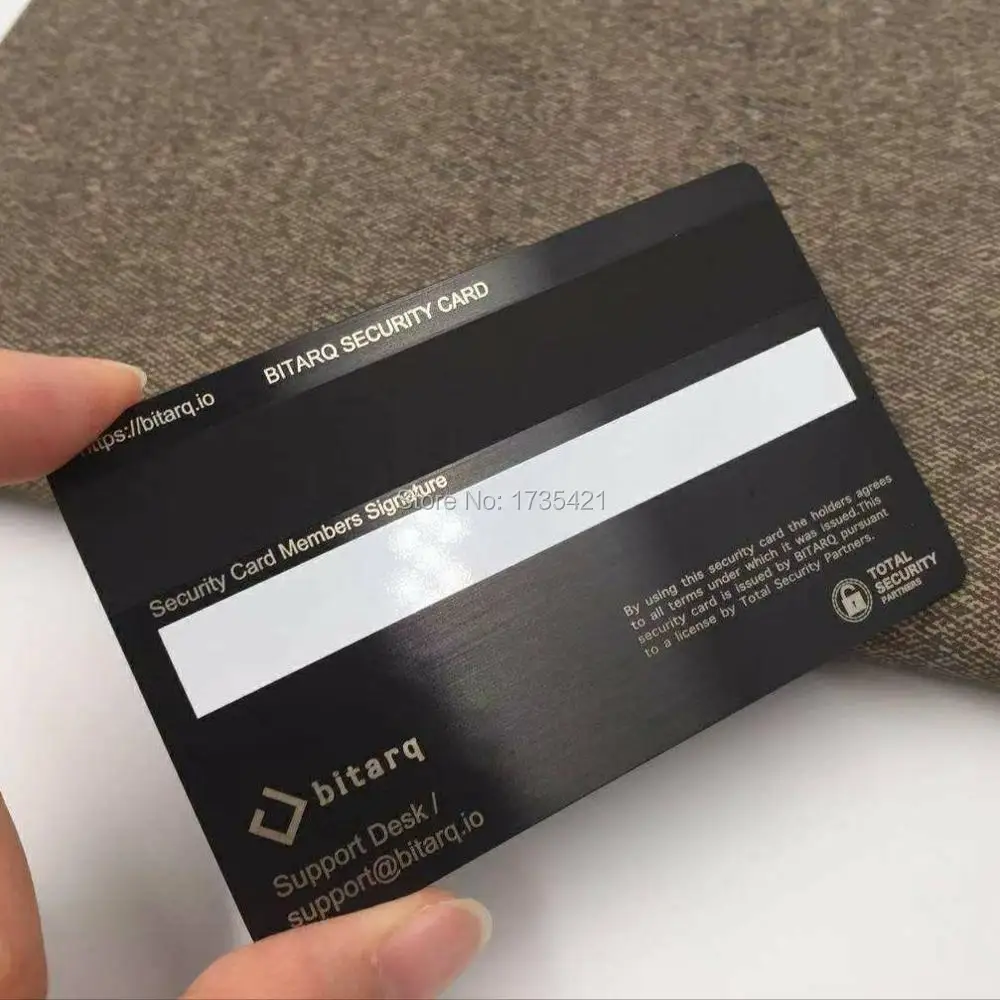 BITARQ SECURITY CARD
https://bitarq.io
Security Card Members Signature
Store No: 1735421
By using this security card the holders agrees
to all terms under which it was issued.This
security card is issued by BITARQ pursuant
to a license by Total Security Partners.
TOTAL
SECURITY
PARTNERS
bitarq
Support Desk /
support@bitarq.io